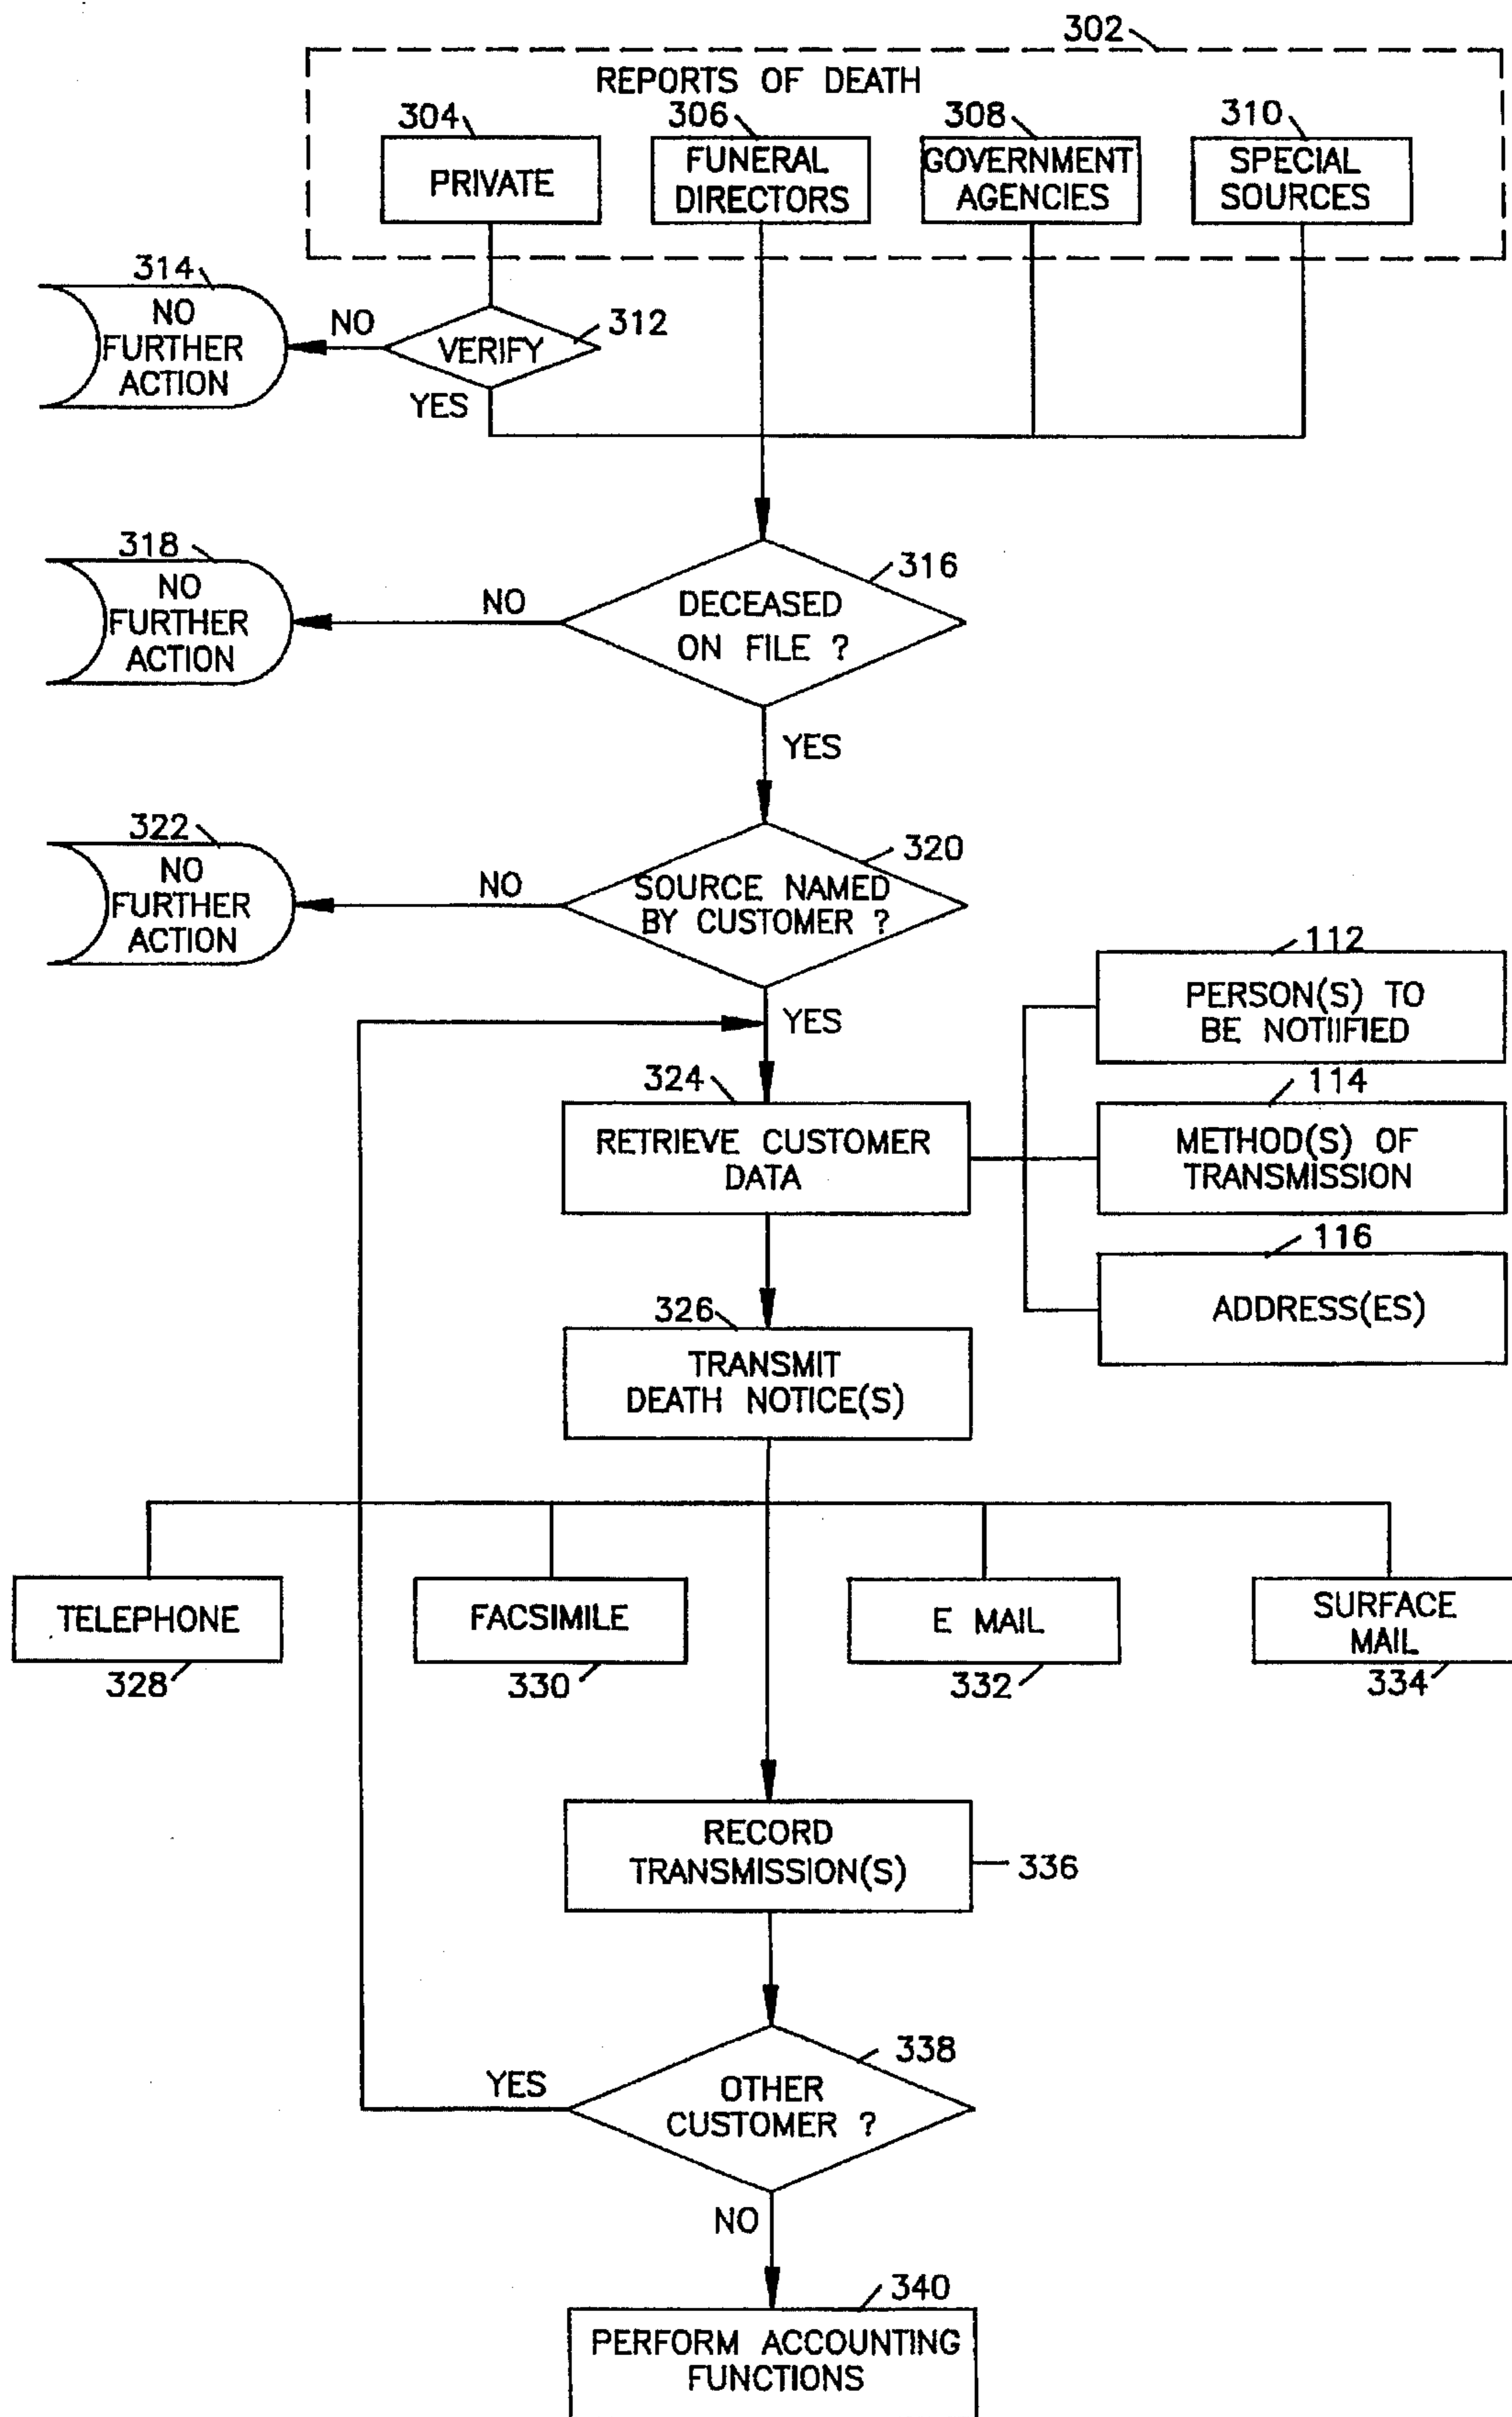 302
REPORTS OF DEATH
304
306
308
310
PRIVATE
FUNERAL
DIRECTORS
GOVERNMENT
AGENCIES
SPECIAL
SOURCES
314
NO
FURTHER
ACTION
NO
VERIFY
312
YES
318
NO
FURTHER
ACTION
NO
DECEASED
ON FILE ?
316
YES
322
NO
FURTHER
ACTION
NO
SOURCE NAMED
BY CUSTOMER ?
320
YES
112
PERSON(S) TO
BE NOTIIFIED
324
RETRIEVE CUSTOMER
DATA
114
METHOD(S) OF
TRANSMISSION
116
ADDRESS(ES)
326
TRANSMIT
DEATH NOTICE(S)
TELEPHONE
328
FACSIMILE
330
E MAIL
332
SURFACE
MAIL
334
RECORD
TRANSMISSION(S)
336
338
YES
OTHER
CUSTOMER ?
NO
340
PERFORM ACCOUNTING
FUNCTIONS